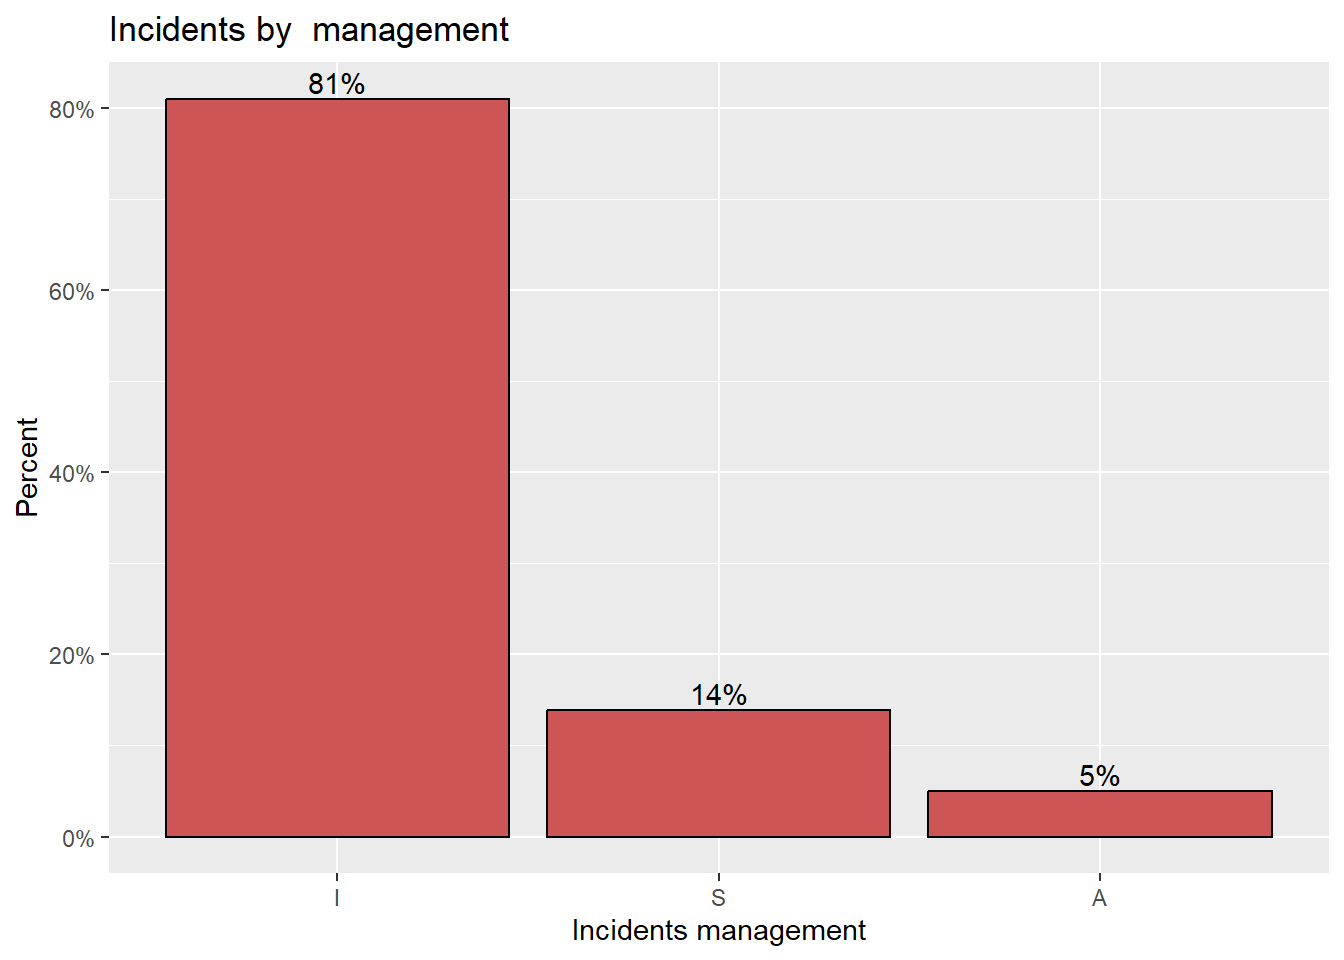 Incidents by  management
81%
80%
60%
40%
20%
0%
14%
5%
Percent
I S A
Incidents management